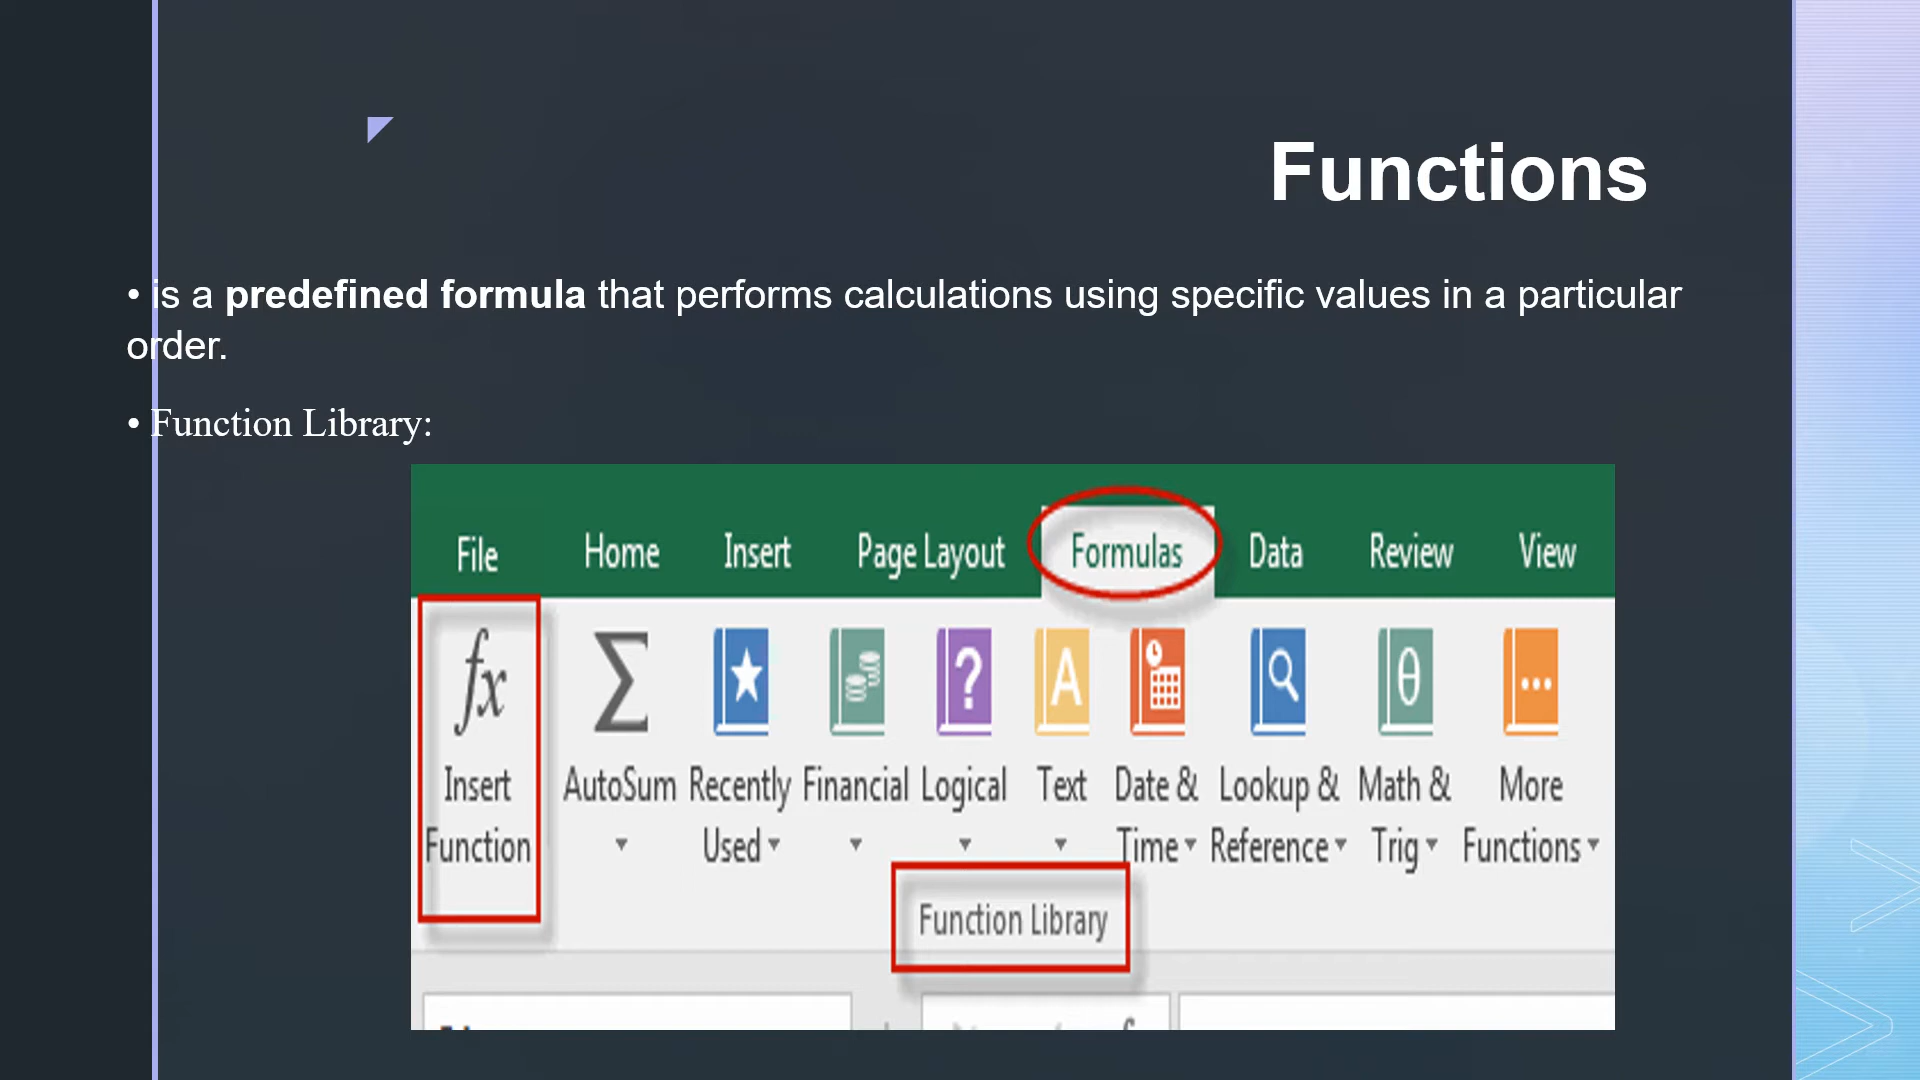 Functions
• is a predefined formula that performs calculations using specific values in a particular
order.
• Function Library:
File Home Insert Page Layout Formulas Data Review View
fx Σ ? A θ ...
Insert AutoSum Recently Financial Logical Text Date & Lookup & Math & More
Function Used Time Reference Trig Functions
Function Library